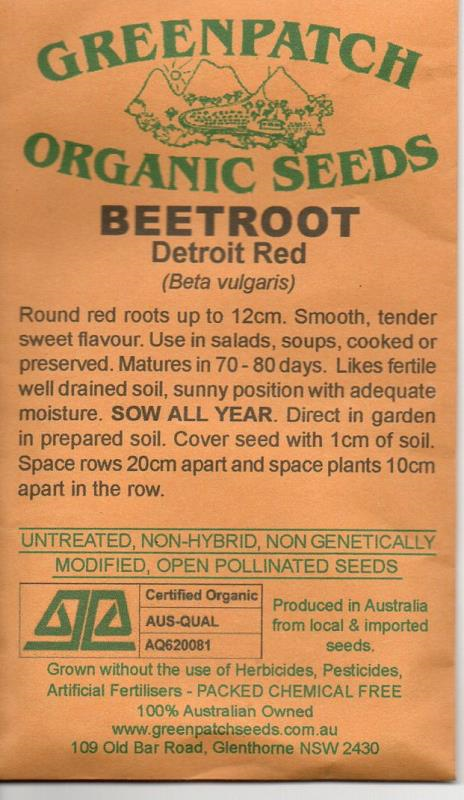 GREENPATCH
ORGANIC SEEDS
BEETROOT
Detroit Red
(Beta vulgaris)
Round red roots up to 12cm. Smooth, tender
sweet flavour. Use in salads, soups, cooked or
preserved. Matures in 70 - 80 days. Likes fertile
well drained soil, sunny position with adequate
moisture. SOW ALL YEAR. Direct in garden
in prepared soil. Cover seed with 1cm of soil.
Space rows 20cm apart and space plants 10cm
apart in the row.
UNTREATED, NON-HYBRID, NON GENETICALLY
MODIFIED, OPEN POLLINATED SEEDS
Certified Organic
AUS-QUAL
AQ620081
Produced in Australia
from local & imported
seeds.
Grown without the use of Herbicides, Pesticides,
Artificial Fertilisers - PACKED CHEMICAL FREE
100% Australian Owned
www.greenpatchseeds.com.au
109 Old Bar Road, Glenthorne NSW 2430